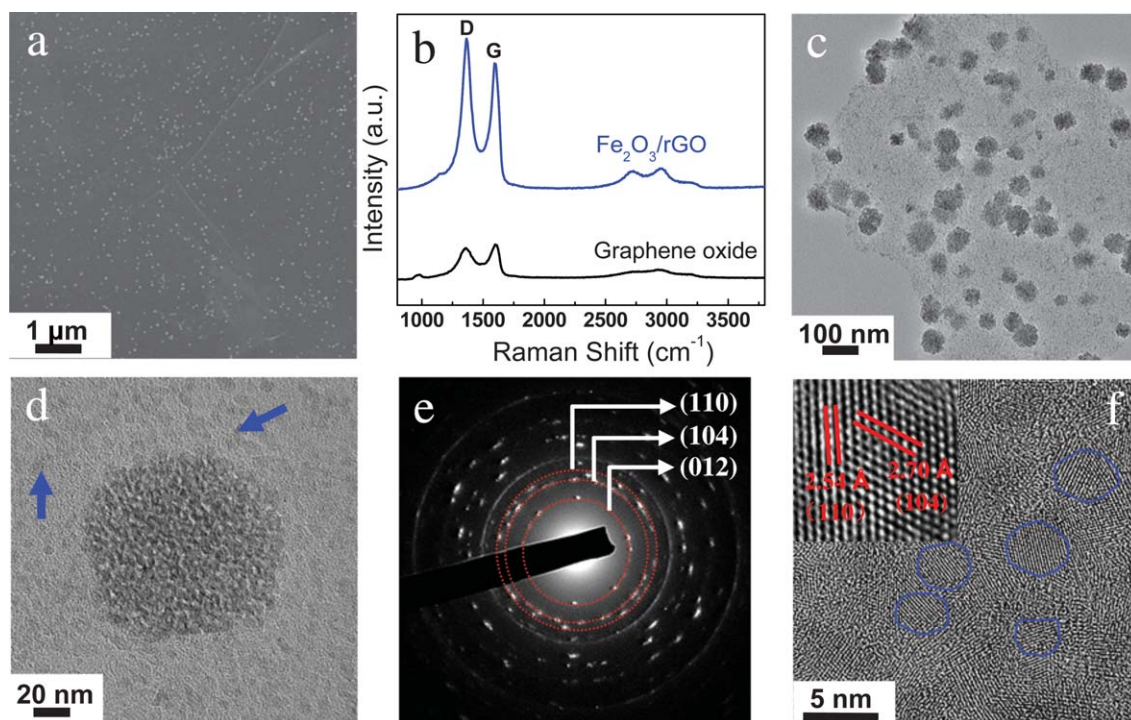 a
1 µm
b
D
G
Fe₂O₃/rGO
Graphene oxide
Intensity (a.u.)
1000 1500 2000 2500 3000 3500
Raman Shift (cm⁻¹)
c
100 nm
d
20 nm
e
(110)
(104)
(012)
f
2.54 Å
(110)
2.70 Å
(104)
5 nm